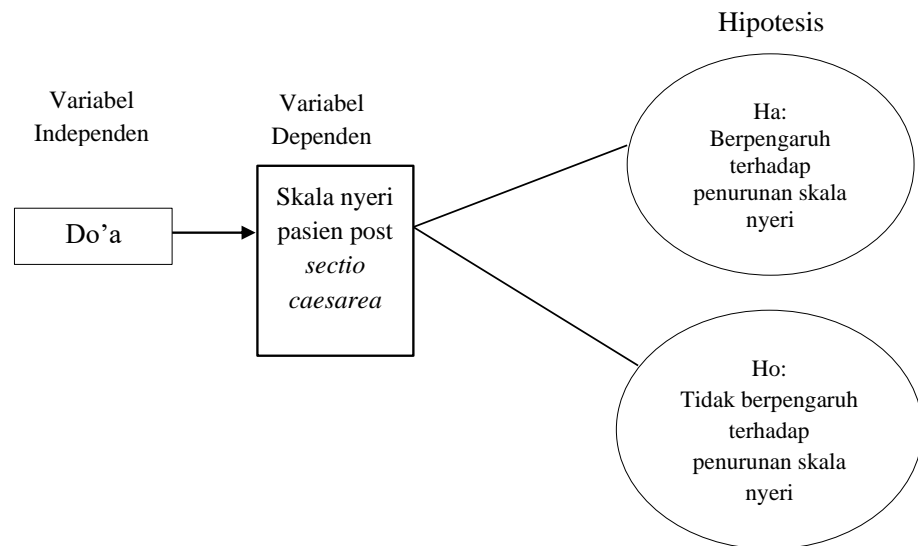 Hipotesis
Variabel
Independen
Variabel
Dependen
Do’a
Skala nyeri
pasien post
sectio
caesarea
Ha:
Berpengaruh
terhadap
penurunan skala
nyeri
Ho:
Tidak berpengaruh
terhadap
penurunan skala
nyeri